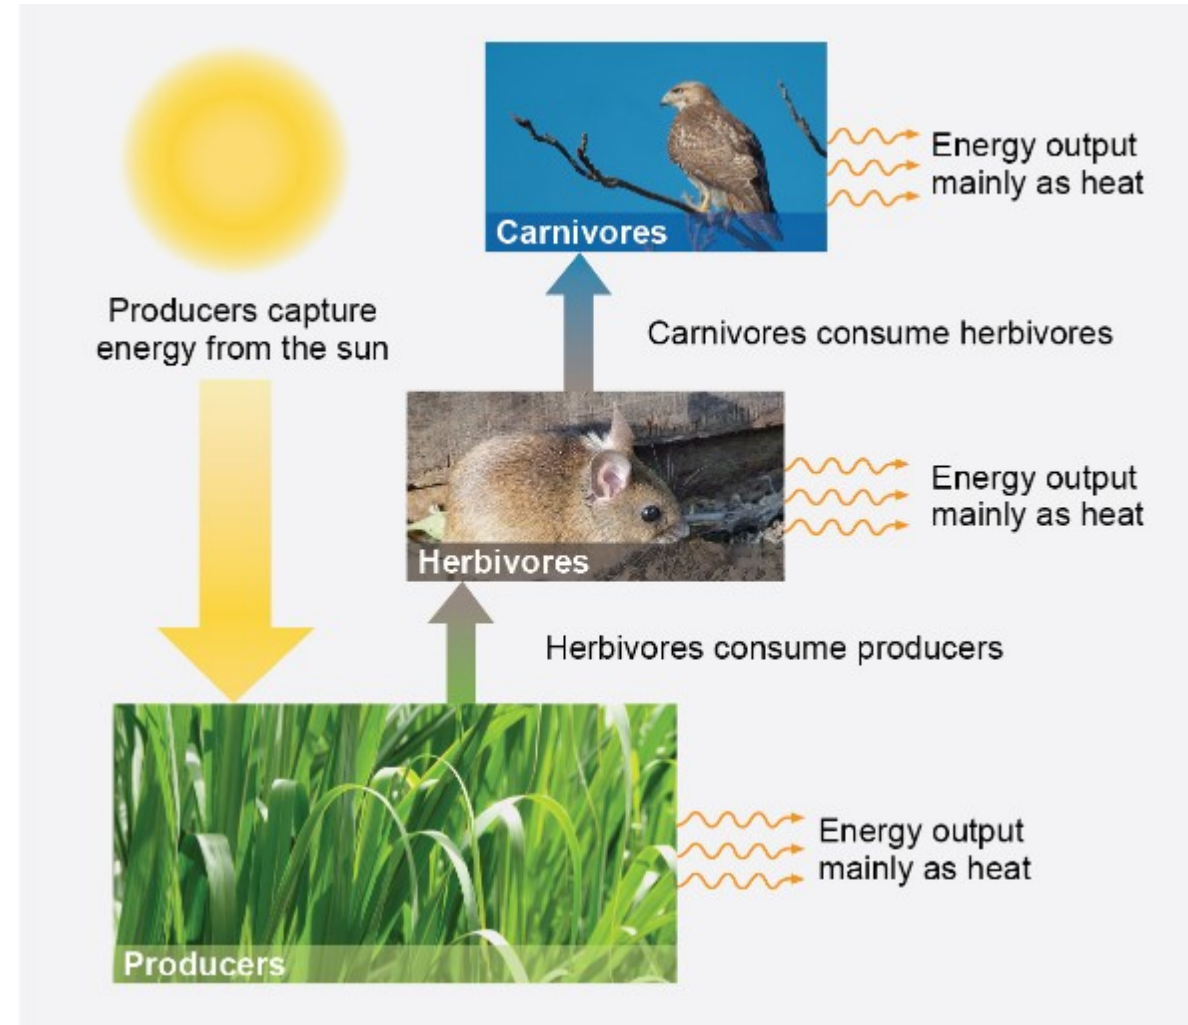 Carnivores
Energy output
mainly as heat
Producers capture
energy from the sun
Carnivores consume herbivores
Herbivores
Energy output
mainly as heat
Herbivores consume producers
Producers
Energy output
mainly as heat